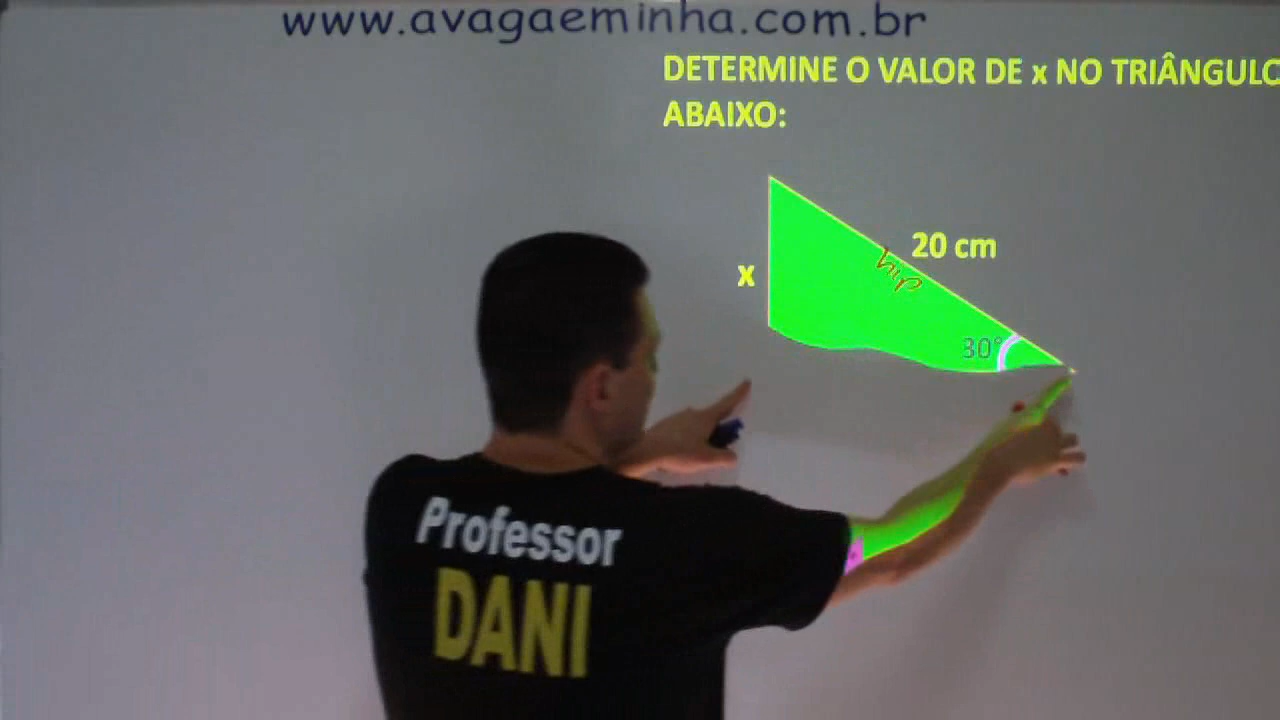 www.avagaeminha.com.br
DETERMINE O VALOR DE x NO TRIÂNGULO
ABAIXO:
20 cm
hip
x
30°
Professor
DANI